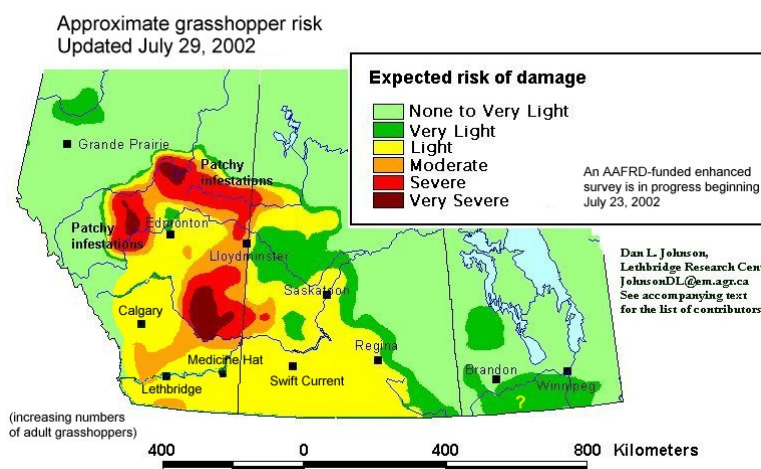 Approximate grasshopper risk
Updated July 29, 2002
Expected risk of damage
None to Very Light
Very Light
Light
Moderate
Severe
Very Severe
An AAFRD-funded enhanced
survey is in progress beginning
July 23, 2002
Grande Prairie
Patchy
infestations
Patchy
infestations
Edmonton
Lloydminster
Dan L. Johnson,
Lethbridge Research Cent
JohnsonDL@em.agr.ca
See accompanying text
for the list of contributors
Saskatoon
Calgary
Regina
Medicine Hat
Swift Current
Lethbridge
Brandon
Winnipeg
?
(increasing numbers
of adult grasshoppers)
400 0 400 800 Kilometers